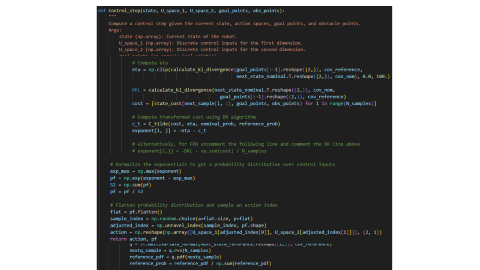 def Control_step(state, U_space_1, U_space_2, goal_points, obs_points):
"""
Compute a control step given the current state, action spaces, goal points, and obstacle points.
Args:
state (np.array): Current state of the robot.
U_space_1 (np.array): Discrete control inputs for the first dimension.
U_space_2 (np.array): Discrete control inputs for the second dimension.
# Compute eta
eta = np.clip(calculate_kl_divergence(goal_points[:-1].reshape(2,)), cov_reference,
next_state_nominal.T.reshape(2,)), cov_nom), 0.0, 100.)
DKL = calculate_kl_divergence(next_state_nominal.T.reshape(2,)), cov_nom,
goal_points[:-1].reshape(2,)), cov_reference)
cost = [state_cost(next_sample[i, :], goal_points, obs_points) for i in range(N_samples)]
# Compute transformed cost using DR algorithm
c_t = C_tilde(cost, eta, nominal_prob, reference_prob)
exponent[i,j] = -eta - c_t
# Alternatively, for FPD uncomment the following line and comment the DR line above
# exponent[i,j] = -DKL - np.sum(cost) / N_samples
# Normalize the exponentials to get a probability distribution over control inputs
exp_max = np.max(exponent)
pf = np.exp(exponent - exp_max)
S2 = np.sum(pf)
pf = pf / S2
# Flatten probability distribution and sample an action index
flat = pf.flatten()
sample_index = np.random.choice(a=flat.size, p=flat)
adjusted_index = np.unravel_index(sample_index, pf.shape)
action = np.reshape(np.array([U_space_1[adjusted_index[0]], U_space_1[adjusted_index[1]]]), (2, 1))
return action, pf
nextq_sample = q.rvs(N_samples)
reference_pdf = q.pdf(nextq_sample)
reference_prob = reference_pdf / np.sum(reference_pdf)